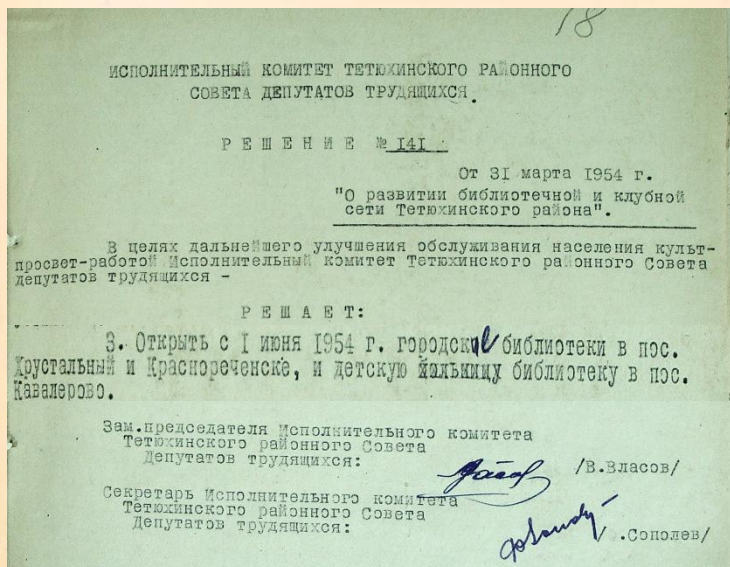 18
ИСПОЛНИТЕЛЬНЫЙ КОМИТЕТ ТЕТЮХИНСКОГО РАЙОННОГО
СОВЕТА ДЕПУТАТОВ ТРУДЯЩИХСЯ.
Р Е Ш Е Н И Е № 141
От 31 марта 1954 г.
"О развитии библиотечной и клубной
сети Тетюхинского района".
В целях дальнейшего улучшения обслуживания населения культ-
просвет-работой Исполнительный комитет Тетюхинского районного Совета
депутатов трудящихся -
Р Е Ш А Е Т:
3. Открыть с I июня 1954 г. городские библиотеки в пос.
Хрустальный и Краснореченске, и детскую библиотеку в пос.
Кавалерово.
Зам.председателя Исполнительного комитета
Тетюхинского районного Совета
Депутатов трудящихся:
/В.Власов/
Секретарь Исполнительного комитета
Тетюхинского районного Совета
Депутатов трудящихся:
.Сополев/